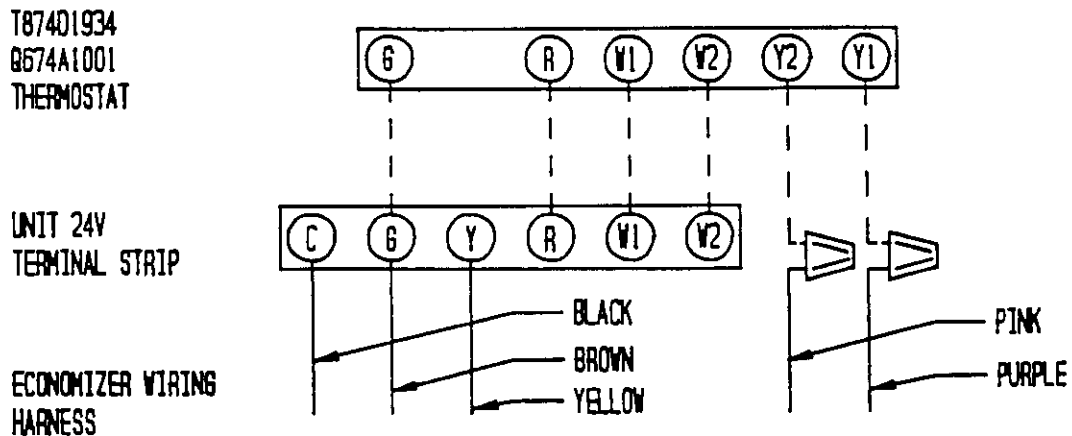 T874D1934
Q674A1001
THERMOSTAT
G R W1 W2 Y2 Y1
UNIT 24V
TERMINAL STRIP
C G Y R W1 W2
BLACK
BROWN
YELLOW
PINK
PURPLE
ECONOMIZER WIRING
HARNESS